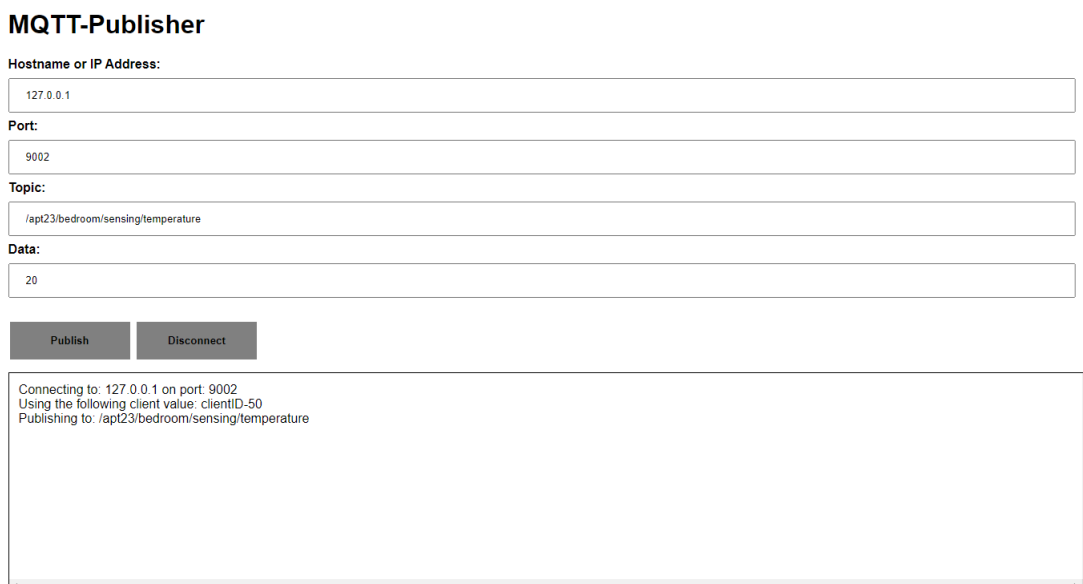 MQTT-Publisher
Hostname or IP Address:
127.0.0.1
Port:
9002
Topic:
/apt23/bedroom/sensing/temperature
Data:
20
Publish Disconnect
Connecting to: 127.0.0.1 on port: 9002
Using the following client value: clientID-50
Publishing to: /apt23/bedroom/sensing/temperature